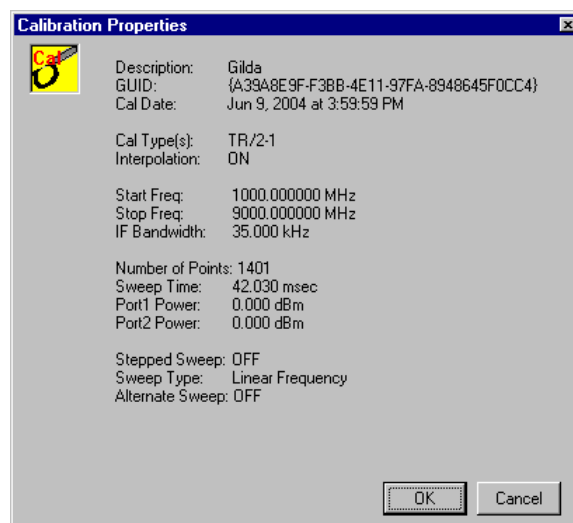 Calibration Properties
Cal
Description: Gilda
GUID: {A39A8E9F-F3BB-4E11-97FA-8948645F0CC4}
Cal Date: Jun 9, 2004 at 3:59:59 PM
Cal Type(s): TR/2-1
Interpolation: ON
Start Freq: 1000.000000 MHz
Stop Freq: 9000.000000 MHz
IF Bandwidth: 35.000 kHz
Number of Points: 1401
Sweep Time: 42.030 msec
Port1 Power: 0.000 dBm
Port2 Power: 0.000 dBm
Stepped Sweep: OFF
Sweep Type: Linear Frequency
Alternate Sweep: OFF
OK Cancel